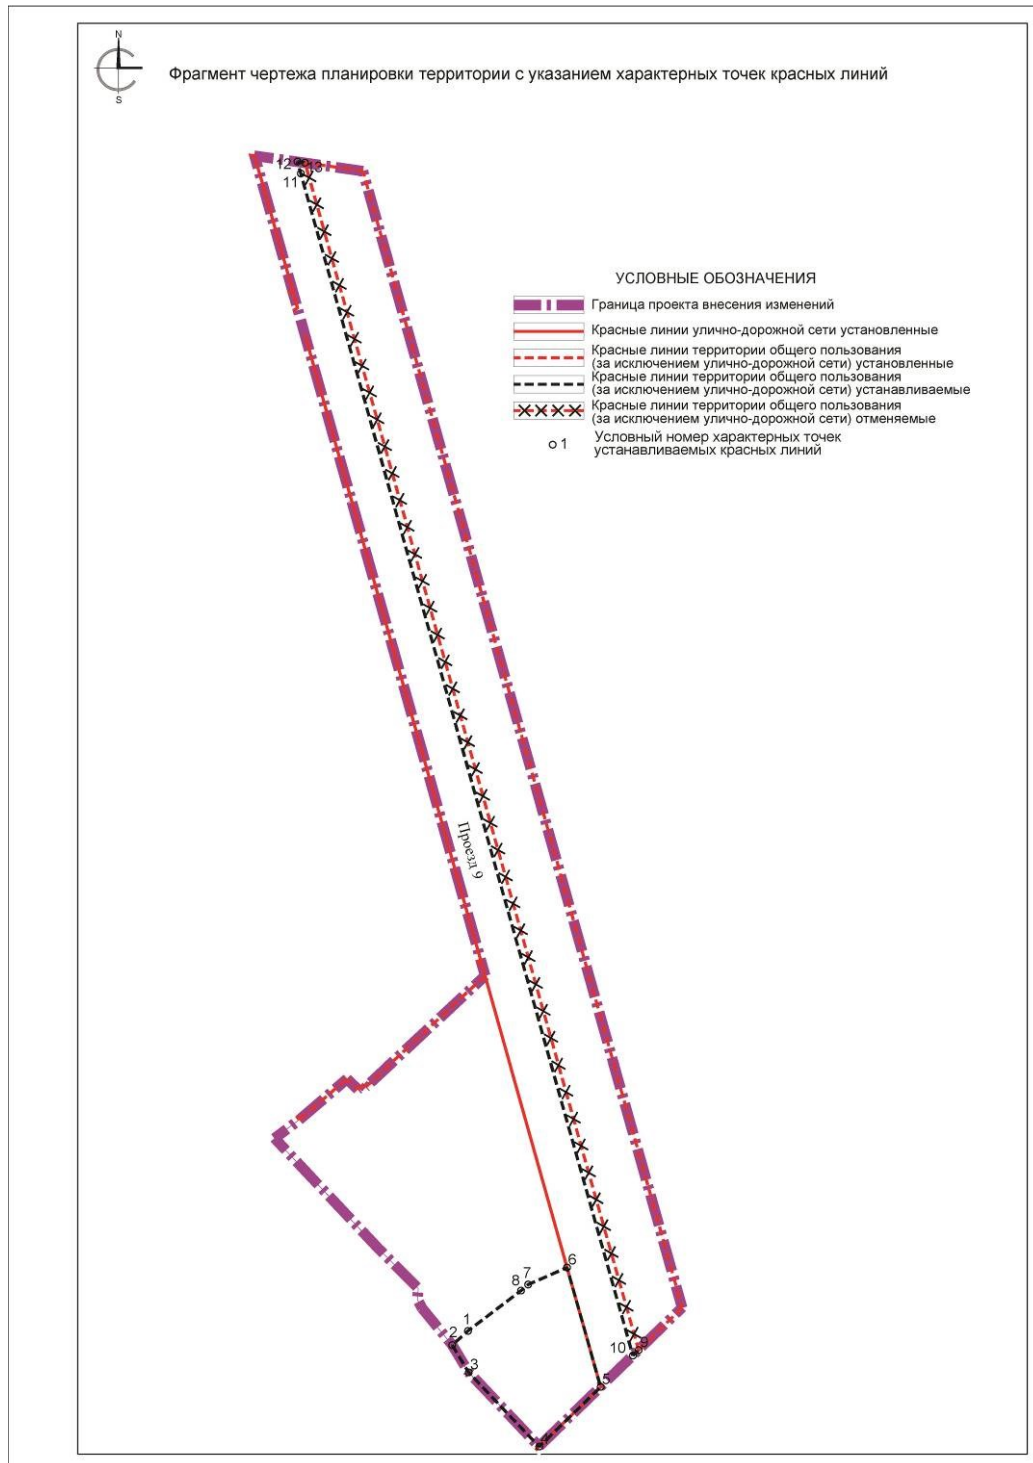 N
S
Фрагмент чертежа планировки территории с указанием характерных точек красных линий
12
13
11
УСЛОВНЫЕ ОБОЗНАЧЕНИЯ
Граница проекта внесения изменений
Красные линии улично-дорожной сети установленные
Красные линии территории общего пользования
(за исключением улично-дорожной сети) установленные
Красные линии территории общего пользования
(за исключением улично-дорожной сети) устанавливаемые
Красные линии территории общего пользования
(за исключением улично-дорожной сети) отменяемые
1 Условный номер характерных точек
устанавливаемых красных линий
Проезд 9
6
7
8
1
2
3
9
10
5